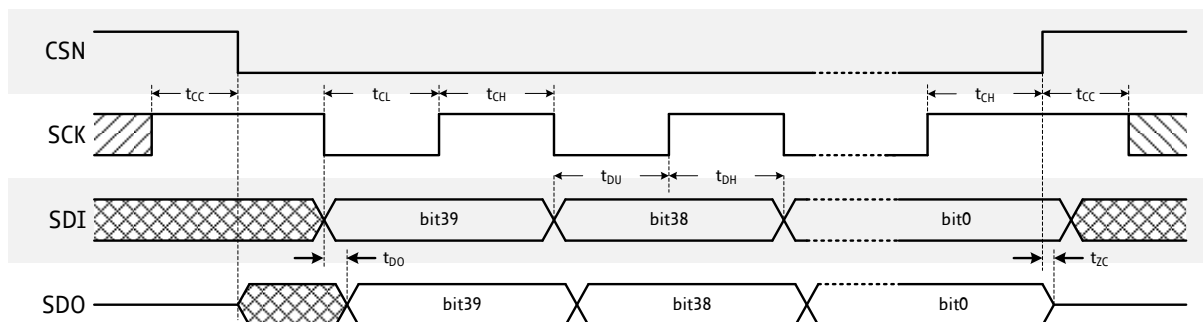 CSN
tCC tCL tCH tCH tCC
SCK
tDU tDH
SDI bit39 bit38 bit0
tDO tZC
SDO bit39 bit38 bit0